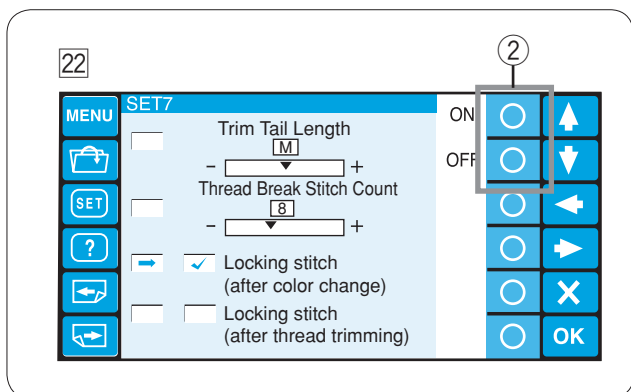 2
22
SET7
MENU
ON
Trim Tail Length
M
OFF
- +
Thread Break Stitch Count
SET
8
- +
?
Locking stitch
(after color change)
X
Locking stitch
(after thread trimming)
OK